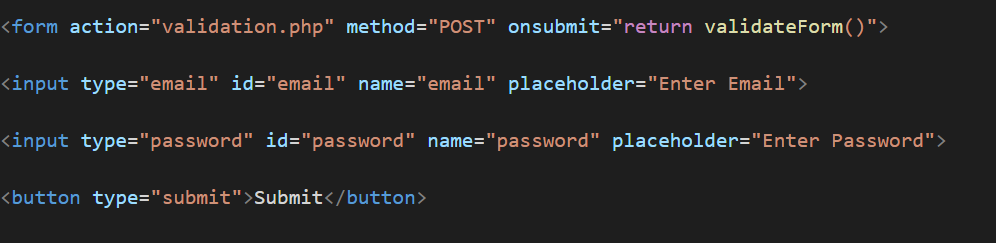 <form action="validation.php" method="POST" onsubmit="return validateForm()">
<input type="email" id="email" name="email" placeholder="Enter Email">
<input type="password" id="password" name="password" placeholder="Enter Password">
<button type="submit">Submit</button>